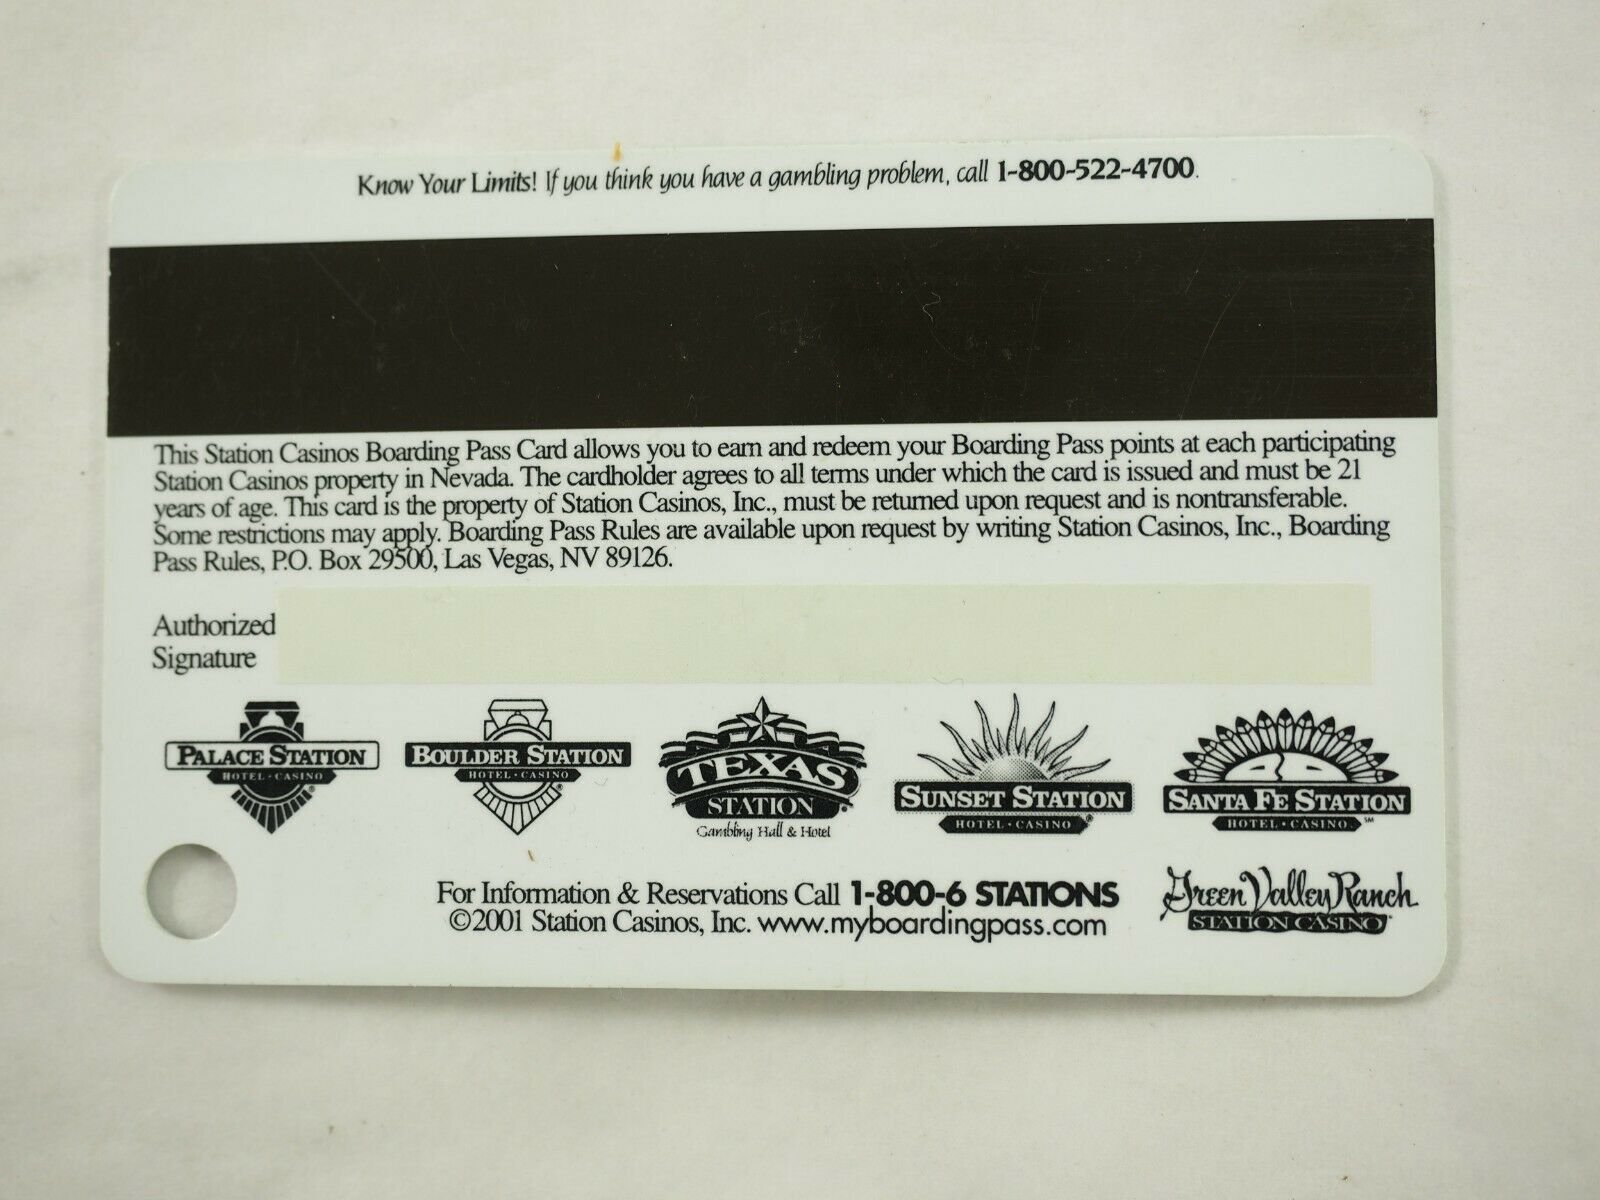 Know Your Limits! If you think you have a gambling problem, call 1-800-522-4700.
This Station Casinos Boarding Pass Card allows you to earn and redeem your Boarding Pass points at each participating
Station Casinos property in Nevada. The cardholder agrees to all terms under which the card is issued and must be 21
years of age. This card is the property of Station Casinos, Inc., must be returned upon request and is nontransferable.
Some restrictions may apply. Boarding Pass Rules are available upon request by writing Station Casinos, Inc., Boarding
Pass Rules, P.O. Box 29500, Las Vegas, NV 89126.
Authorized
Signature
PALACE STATION
HOTEL · CASINO ®
BOULDER STATION
HOTEL · CASINO ®
TEXAS
STATION ®
Gambling Hall & Hotel
SUNSET STATION
HOTEL · CASINO ®
SANTA FE STATION
HOTEL · CASINO SM
For Information & Reservations Call 1-800-6 STATIONS
©2001 Station Casinos, Inc. www.myboardingpass.com
Green Valley Ranch
STATION CASINO